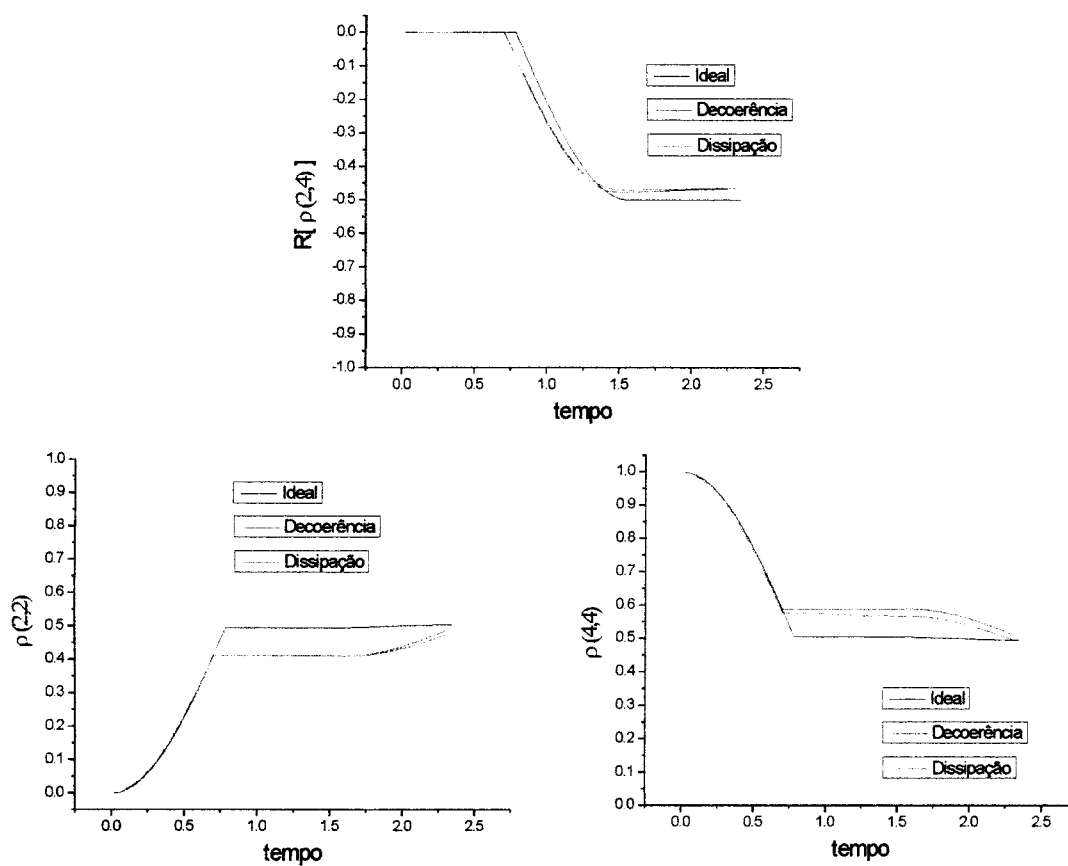 0.0
-0.1
-0.2
-0.3
-0.4
-0.5
-0.6
-0.7
-0.8
-0.9
-1.0
R[ ρ (2,4) ]
Ideal
Decoerência
Dissipação
0.0 0.5 1.0 1.5 2.0 2.5
tempo
1.0
0.9
0.8
0.7
0.6
0.5
0.4
0.3
0.2
0.1
0.0
ρ (2,2)
Ideal
Decoerência
Dissipação
0.0 0.5 1.0 1.5 2.0 2.5
tempo
1.0
0.9
0.8
0.7
0.6
0.5
0.4
0.3
0.2
0.1
0.0
ρ (4,4)
Ideal
Decoerência
Dissipação
0.0 0.5 1.0 1.5 2.0 2.5
tempo